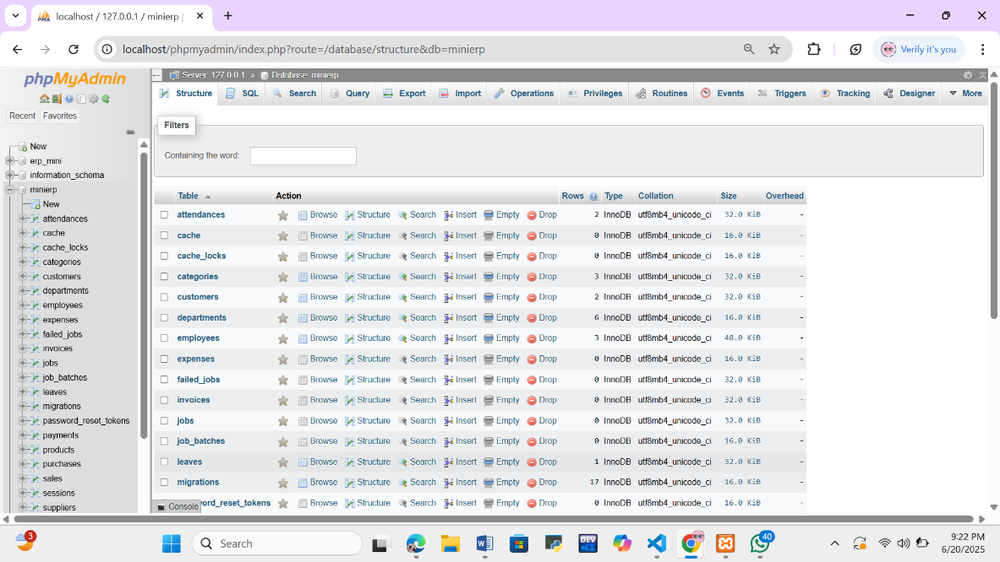 localhost / 127.0.0.1 / minierp |
localhost/phpmyadmin/index.php?route=/database/structure&db=minierp
Verify it's you
phpMyAdmin
Recent Favorites
New
erp_mini
information_schema
minierp
New
attendances
cache
cache_locks
categories
customers
departments
employees
expenses
failed_jobs
invoices
jobs
job_batches
leaves
migrations
password_reset_tokens
payments
products
purchases
sales
sessions
suppliers
Server: 127.0.0.1 » Database: minierp
Structure SQL Search Query Export Import Operations Privileges Routines Events Triggers Tracking Designer More
Filters
Containing the word:
Table Action Rows Type Collation Size Overhead
attendances Browse Structure Search Insert Empty Drop 2 InnoDB utf8mb4_unicode_ci 32.0 KiB -
cache Browse Structure Search Insert Empty Drop 0 InnoDB utf8mb4_unicode_ci 16.0 KiB -
cache_locks Browse Structure Search Insert Empty Drop 0 InnoDB utf8mb4_unicode_ci 16.0 KiB -
categories Browse Structure Search Insert Empty Drop 3 InnoDB utf8mb4_unicode_ci 32.0 KiB -
customers Browse Structure Search Insert Empty Drop 2 InnoDB utf8mb4_unicode_ci 32.0 KiB -
departments Browse Structure Search Insert Empty Drop 6 InnoDB utf8mb4_unicode_ci 16.0 KiB -
employees Browse Structure Search Insert Empty Drop 3 InnoDB utf8mb4_unicode_ci 48.0 KiB -
expenses Browse Structure Search Insert Empty Drop 0 InnoDB utf8mb4_unicode_ci 16.0 KiB -
failed_jobs Browse Structure Search Insert Empty Drop 0 InnoDB utf8mb4_unicode_ci 32.0 KiB -
invoices Browse Structure Search Insert Empty Drop 0 InnoDB utf8mb4_unicode_ci 32.0 KiB -
jobs Browse Structure Search Insert Empty Drop 0 InnoDB utf8mb4_unicode_ci 32.0 KiB -
job_batches Browse Structure Search Insert Empty Drop 0 InnoDB utf8mb4_unicode_ci 16.0 KiB -
leaves Browse Structure Search Insert Empty Drop 1 InnoDB utf8mb4_unicode_ci 32.0 KiB -
migrations Browse Structure Search Insert Empty Drop 17 InnoDB utf8mb4_unicode_ci 16.0 KiB -
word_reset_tokens Browse Structure Search Insert Empty Drop 0 InnoDB utf8mb4_unicode_ci 16.0 KiB -
Console
3
Search
DEV
40
9:22 PM
6/20/2025